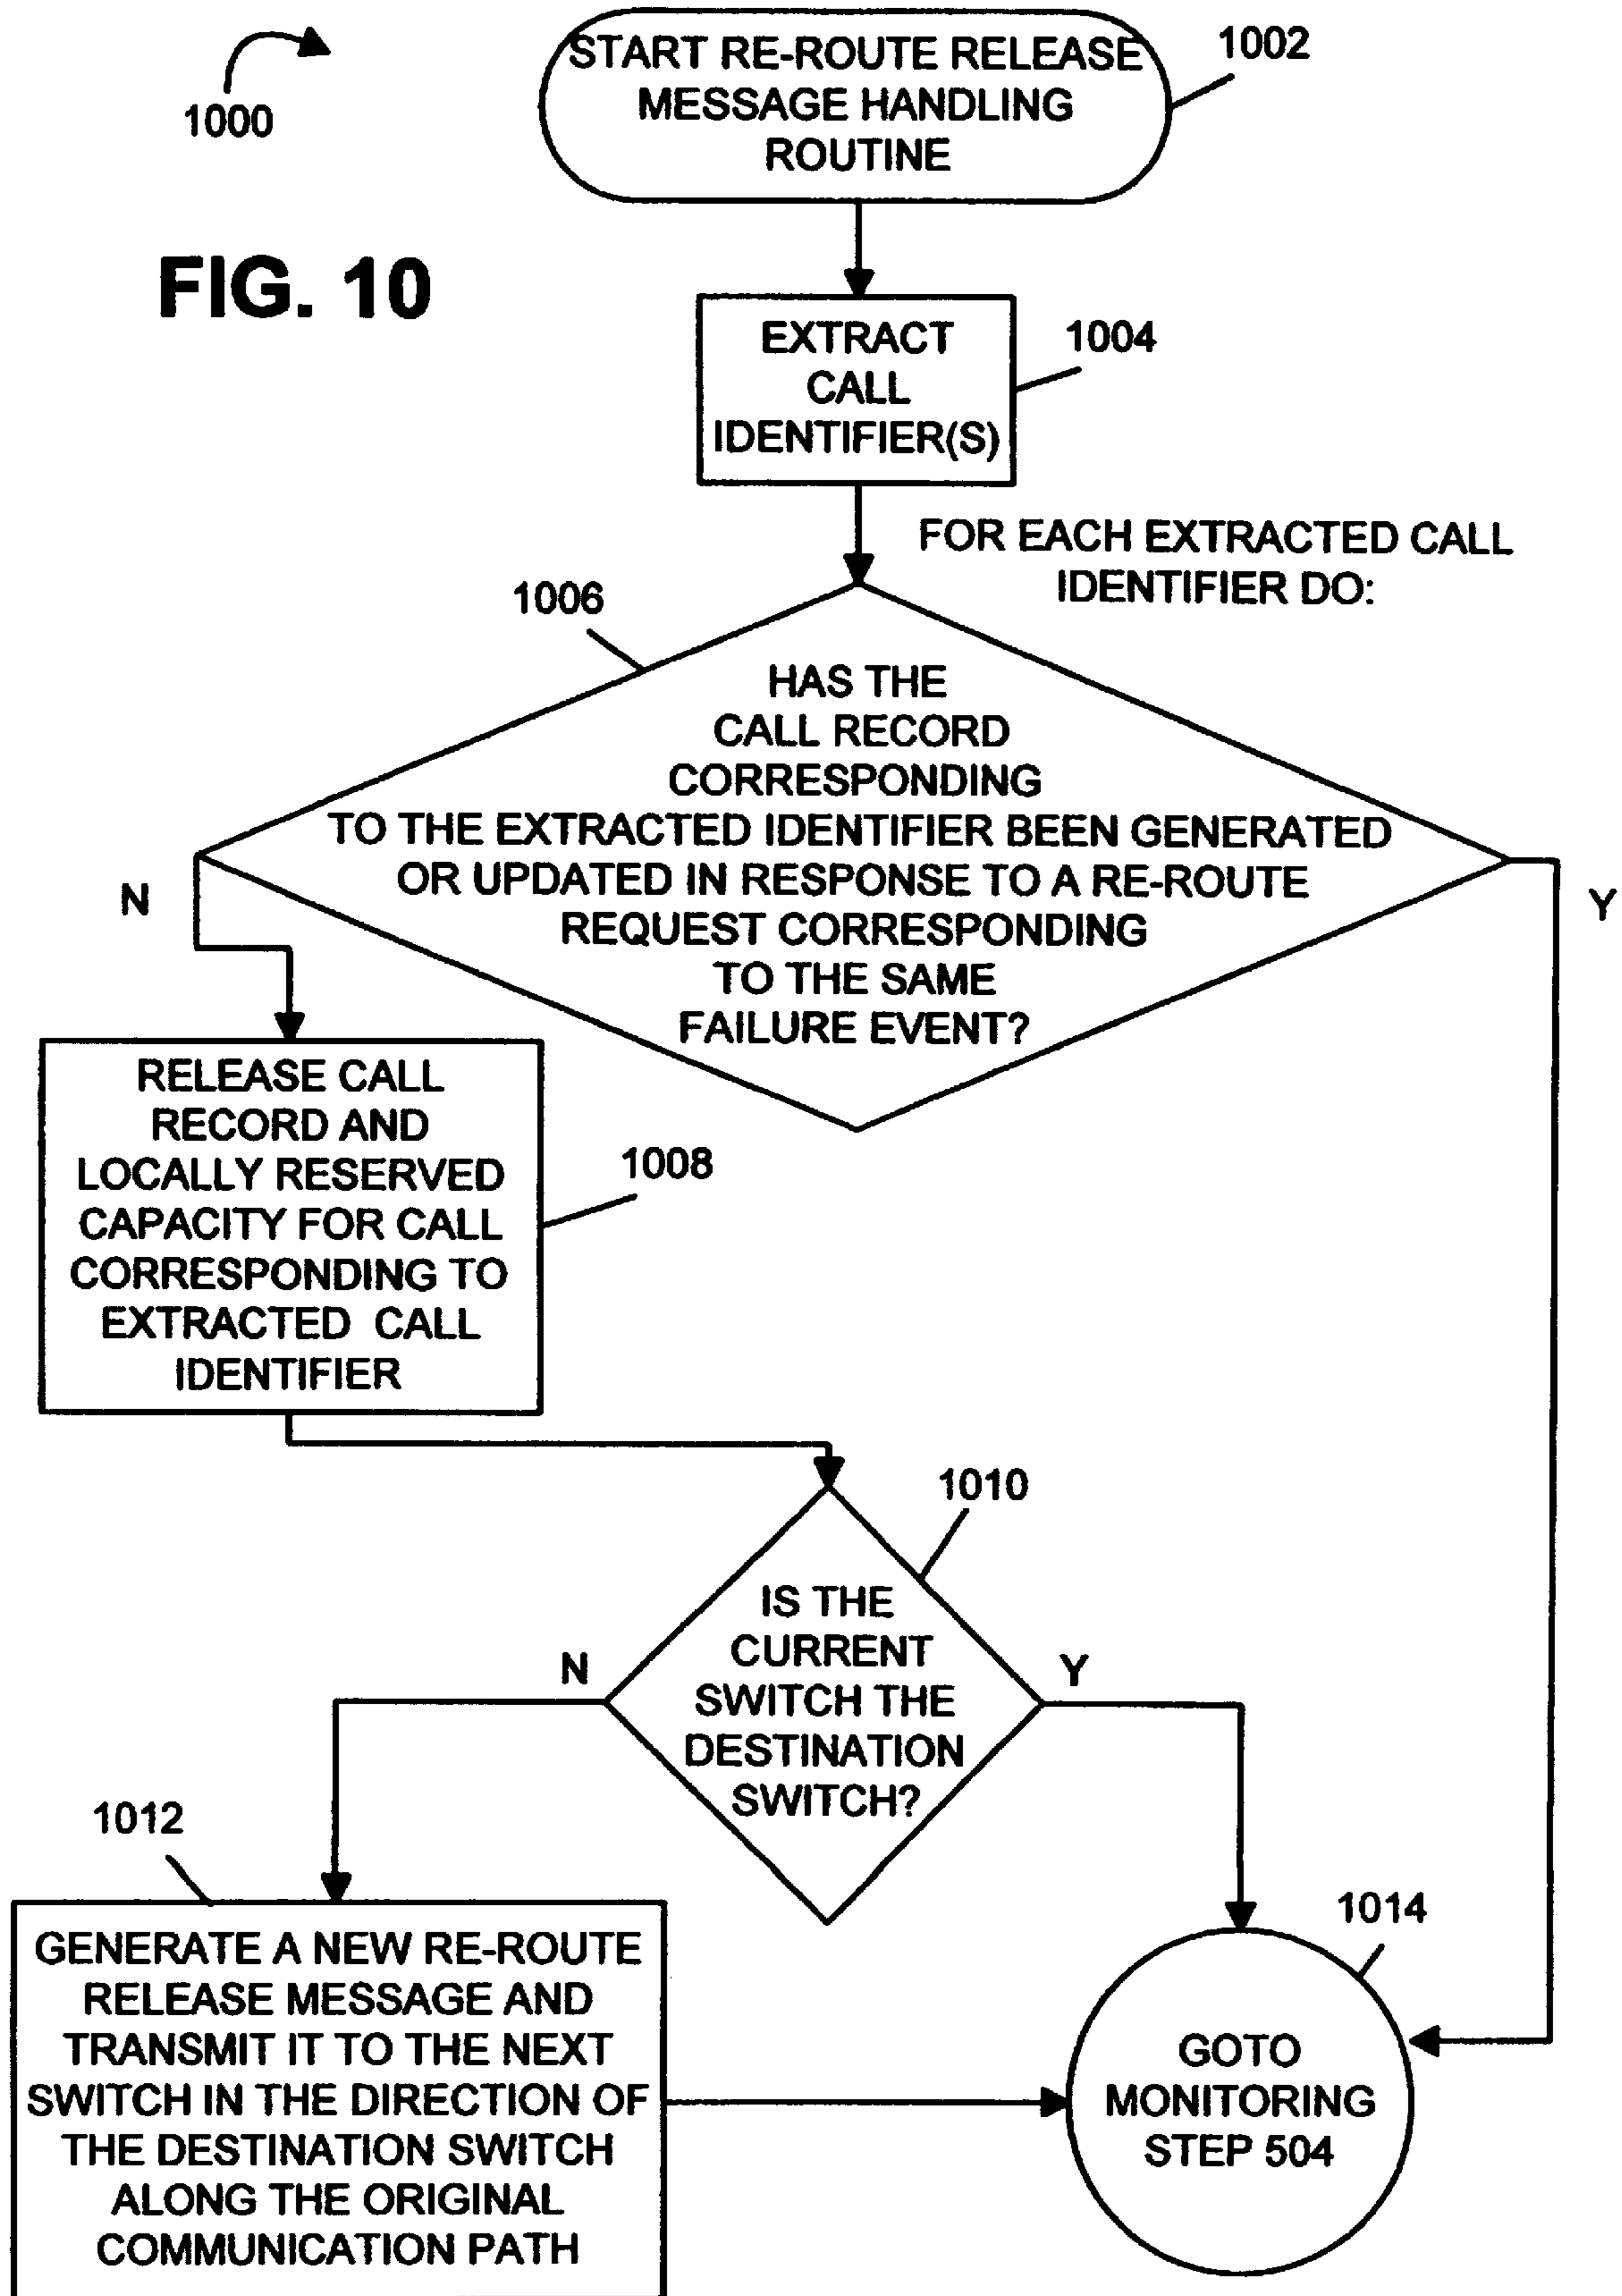 1000
START RE-ROUTE RELEASE
MESSAGE HANDLING
ROUTINE
1002
FIG. 10
EXTRACT
CALL
IDENTIFIER(S)
1004
FOR EACH EXTRACTED CALL
IDENTIFIER DO:
1006
HAS THE
CALL RECORD
CORRESPONDING
TO THE EXTRACTED IDENTIFIER BEEN GENERATED
OR UPDATED IN RESPONSE TO A RE-ROUTE
REQUEST CORRESPONDING
TO THE SAME
FAILURE EVENT?
N
Y
RELEASE CALL
RECORD AND
LOCALLY RESERVED
CAPACITY FOR CALL
CORRESPONDING TO
EXTRACTED CALL
IDENTIFIER
1008
1010
IS THE
CURRENT
SWITCH THE
DESTINATION
SWITCH?
N
Y
1012
GENERATE A NEW RE-ROUTE
RELEASE MESSAGE AND
TRANSMIT IT TO THE NEXT
SWITCH IN THE DIRECTION OF
THE DESTINATION SWITCH
ALONG THE ORIGINAL
COMMUNICATION PATH
1014
GOTO
MONITORING
STEP 504